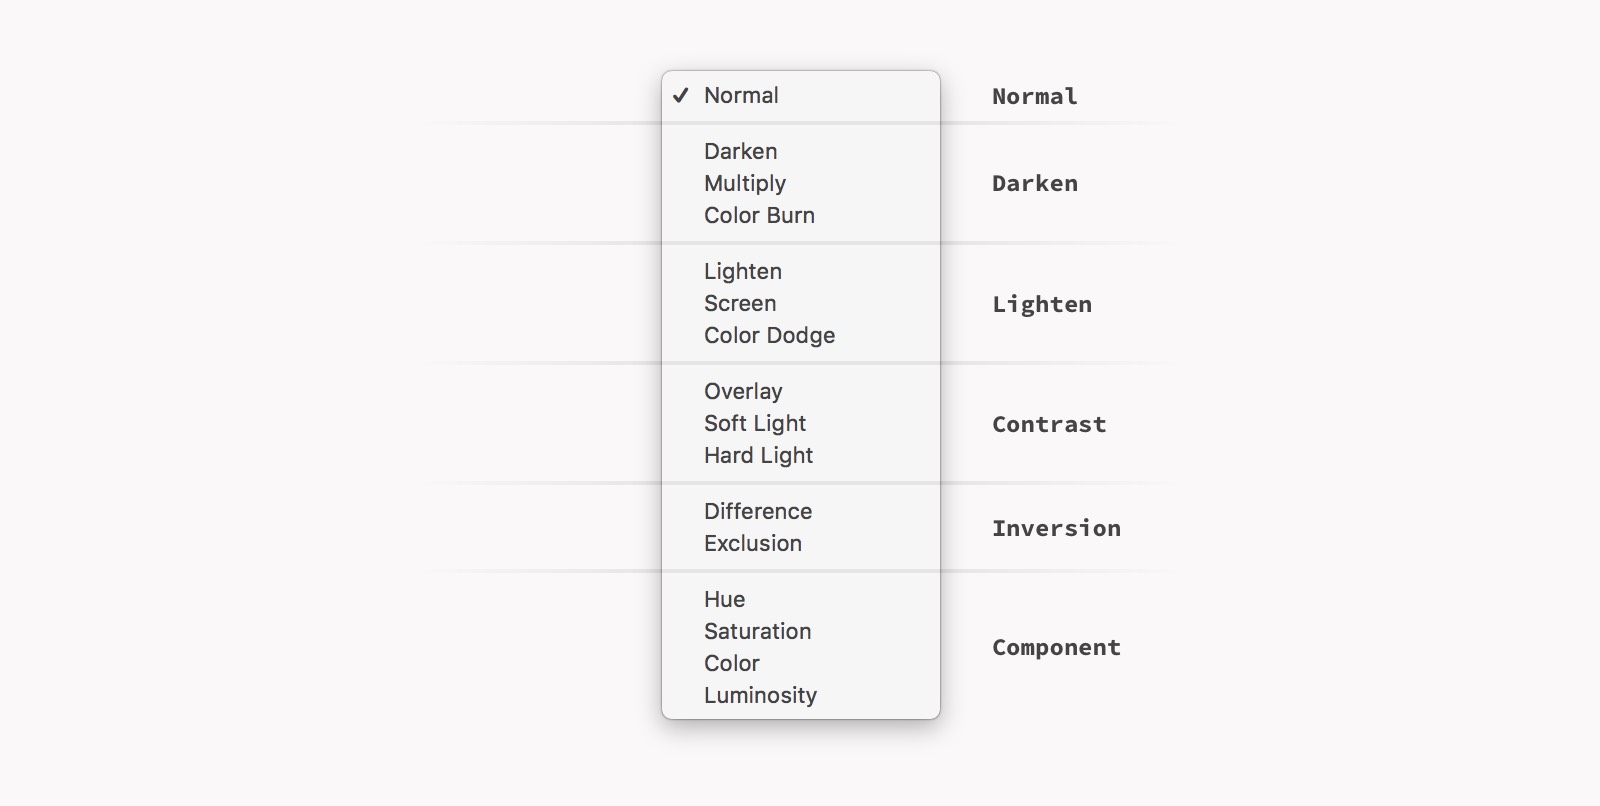 ✓ Normal
Darken
Multiply
Color Burn
Lighten
Screen
Color Dodge
Overlay
Soft Light
Hard Light
Difference
Exclusion
Hue
Saturation
Color
Luminosity
Normal
Darken
Lighten
Contrast
Inversion
Component